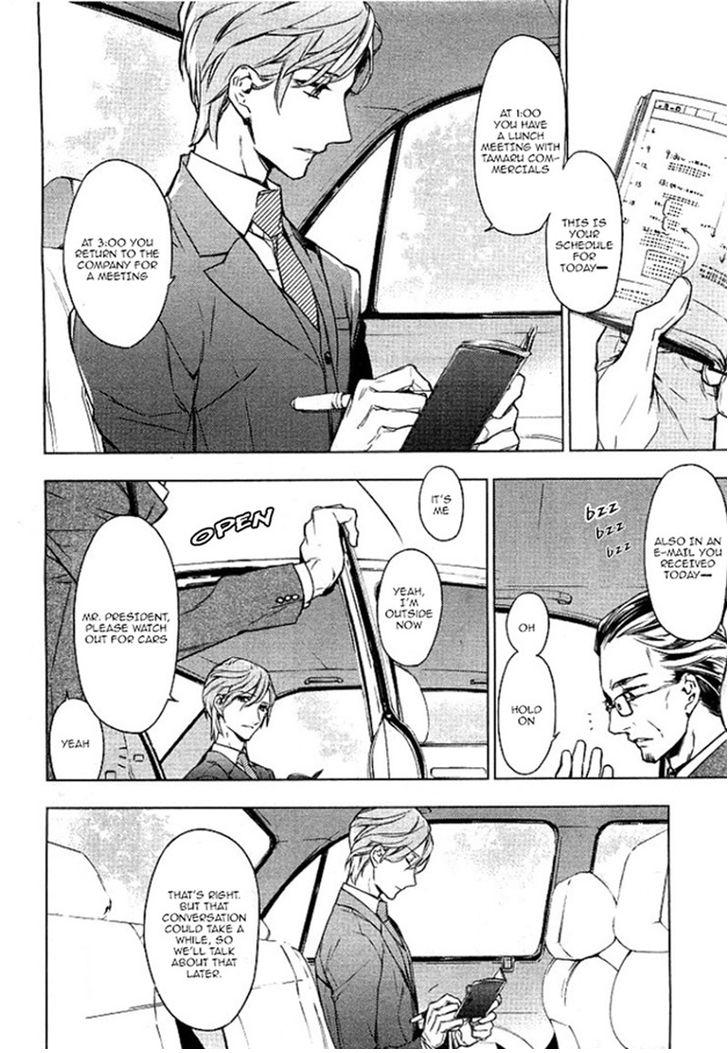 THIS IS
YOUR
SCHEDULE
FOR
TODAY—
AT 1:00
YOU HAVE
A LUNCH
MEETING WITH
TAMARU COM-
MERCIALS
AT 3:00 YOU
RETURN TO THE
COMPANY FOR
A MEETING
ALSO IN AN
E-MAIL YOU
RECEIVED
TODAY—
bzz
bzz
bzz
OH
HOLD
ON
IT'S
ME
YEAH,
I'M
OUTSIDE
NOW
OPEN
MR. PRESIDENT,
PLEASE WATCH
OUT FOR CARS
YEAH
THAT'S RIGHT.
BUT THAT
CONVERSATION
COULD TAKE A
WHILE, SO
WE'LL TALK
ABOUT THAT
LATER.